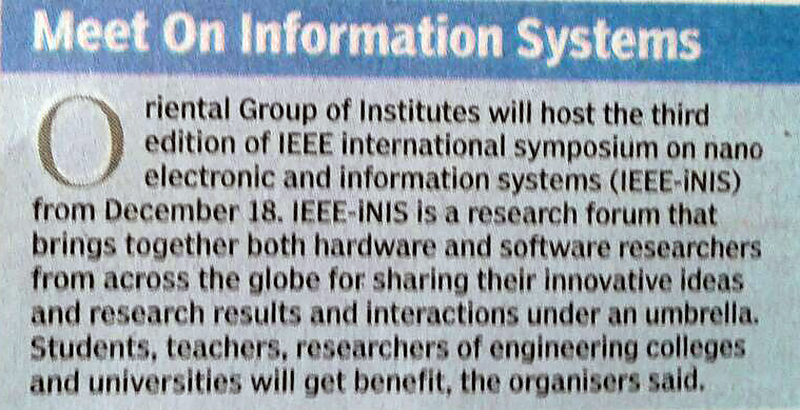 Meet On Information Systems
Oriental Group of Institutes will host the third
edition of IEEE international symposium on nano
electronic and information systems (IEEE-iNIS)
from December 18. IEEE-iNIS is a research forum that
brings together both hardware and software researchers
from across the globe for sharing their innovative ideas
and research results and interactions under an umbrella.
Students, teachers, researchers of engineering colleges
and universities will get benefit, the organisers said.